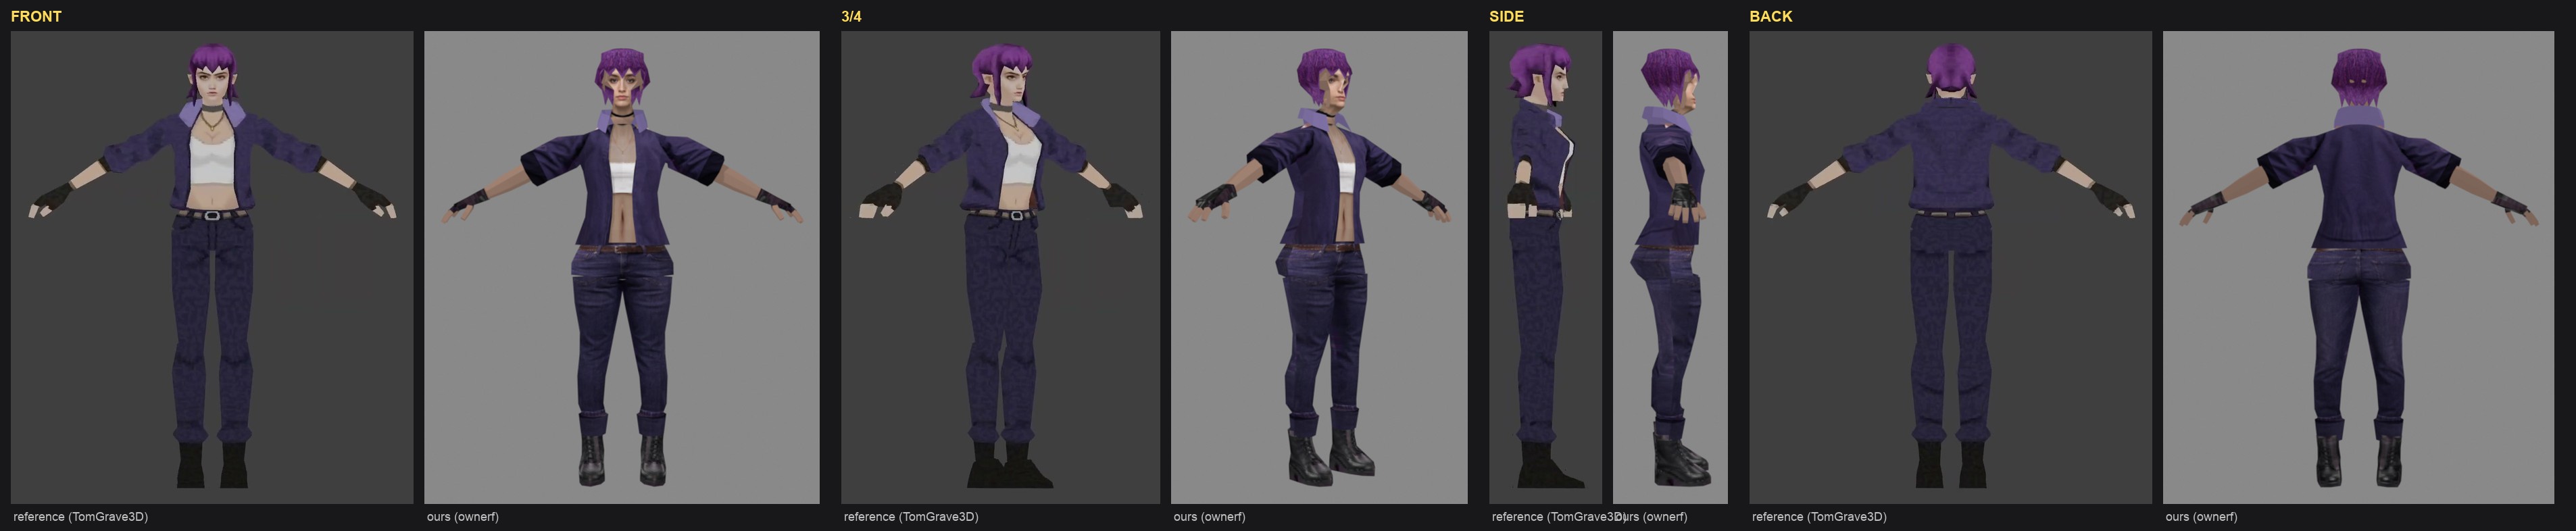 FRONT
3/4
SIDE
BACK
reference (TomGrave3D)
ours (ownerf)
reference (TomGrave3D)
ours (ownerf)
reference (TomGrave3D)
ours (ownerf)
reference (TomGrave3D)
ours (ownerf)